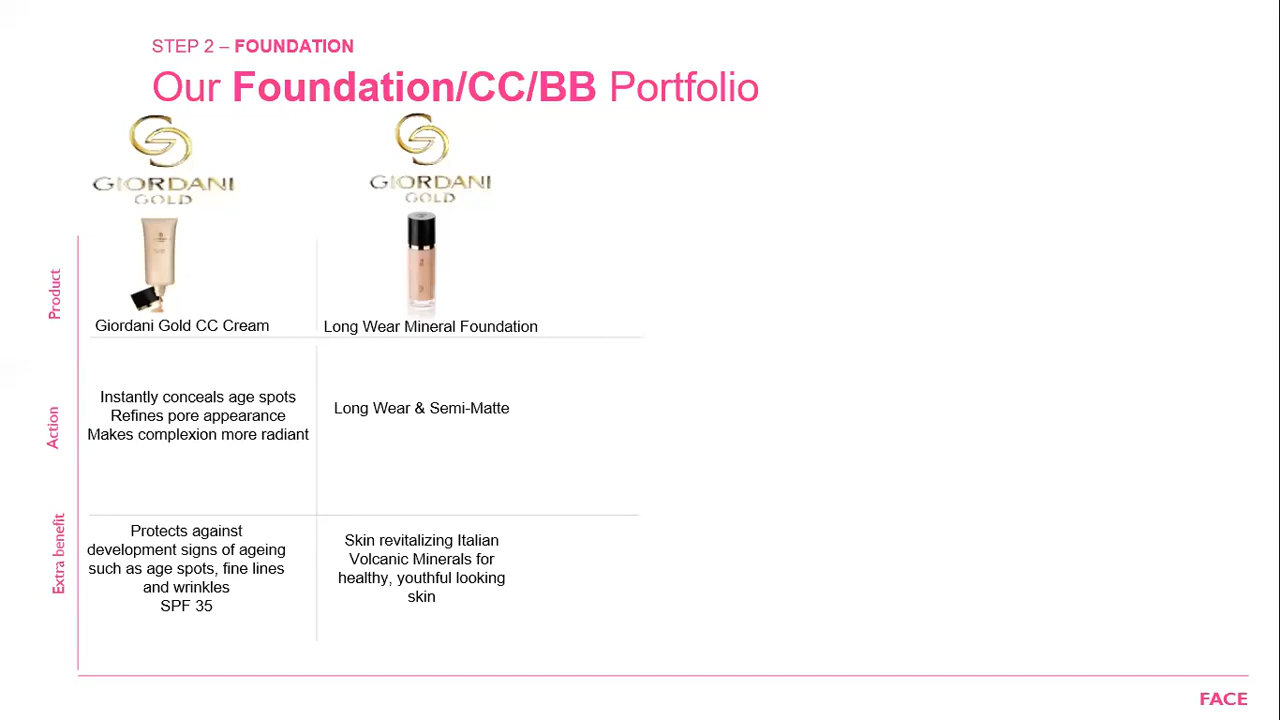 STEP 2 – FOUNDATION
Our Foundation/CC/BB Portfolio
GIORDANI
GOLD
GIORDANI
GOLD
Product
Giordani Gold CC Cream
Long Wear Mineral Foundation
Action
Instantly conceals age spots
Refines pore appearance
Makes complexion more radiant
Long Wear & Semi-Matte
Extra benefit
Protects against
development signs of ageing
such as age spots, fine lines
and wrinkles
SPF 35
Skin revitalizing Italian
Volcanic Minerals for
healthy, youthful looking
skin
FACE